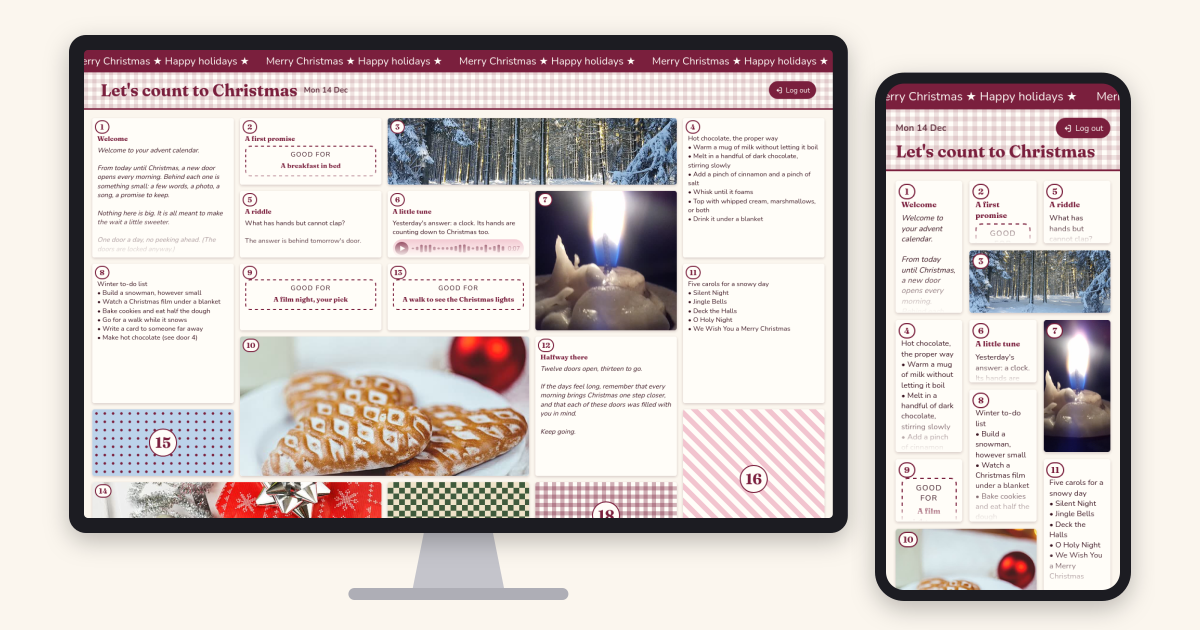 erry Christmas ★ Happy holidays ★ Merry Christmas ★ Happy holidays ★ Merry Christmas ★ Happy holidays ★ Merry Christmas ★ Happy holidays ★
Let's count to Christmas Mon 14 Dec
Log out
1
Welcome
Welcome to your advent calendar.
From today until Christmas, a new door
opens every morning. Behind each one is
something small: a few words, a photo, a
song, a promise to keep.
Nothing here is big. It is all meant to make
the wait a little sweeter.
One door a day, no peeking ahead. (The
doors are locked anyway.)
2
A first promise
GOOD FOR
A breakfast in bed
3
4
Hot chocolate, the proper way
• Warm a mug of milk without letting it boil
• Melt in a handful of dark chocolate,
stirring slowly
• Add a pinch of cinnamon and a pinch of
salt
• Whisk until it foams
• Top with whipped cream, marshmallows,
or both
• Drink it under a blanket
5
A riddle
What has hands but cannot clap?
The answer is behind tomorrow's door.
6
A little tune
Yesterday's answer: a clock. Its hands are
counting down to Christmas too.
0:07
7
8
Winter to-do list
• Build a snowman, however small
• Watch a Christmas film under a blanket
• Bake cookies and eat half the dough
• Go for a walk while it snows
• Write a card to someone far away
• Make hot chocolate (see door 4)
9
GOOD FOR
A film night, your pick
13
GOOD FOR
A walk to see the Christmas lights
11
Five carols for a snowy day
• Silent Night
• Jingle Bells
• Deck the Halls
• O Holy Night
• We Wish You a Merry Christmas
10
12
Halfway there
Twelve doors open, thirteen to go.
If the days feel long, remember that every
morning brings Christmas one step closer,
and that each of these doors was filled with
you in mind.
Keep going.
15
16
14
18
erry Christmas ★ Happy holidays ★ Merr
Mon 14 Dec
Log out
Let's count to Christmas
1
Welcome
Welcome to
your advent
calendar.
From today
until Christmas,
a new door
opens every
morning.
2
A first
promise
GOOD
5
A riddle
What has
hands but
cannot clap?
3
4
Hot chocolate,
the proper way
• Warm a mug
of milk without
letting it boil
• Melt in a
handful of dark
chocolate,
stirring slowly
• Add a pinch
of cinnamon
6
A little tune
Yesterday's
answer: a clock.
Its hands are
7
8
Winter to-do
list
• Build a
snowman,
however small
• Watch a
Christmas film
under a blanket
• Bake cookies
and eat half the
dough
9
GOOD
FOR
A film
11
Five carols for a
snowy day
• Silent Night
• Jingle Bells
• Deck the
Halls
• O Holy Night
• We Wish You
a Merry
Christmas
10